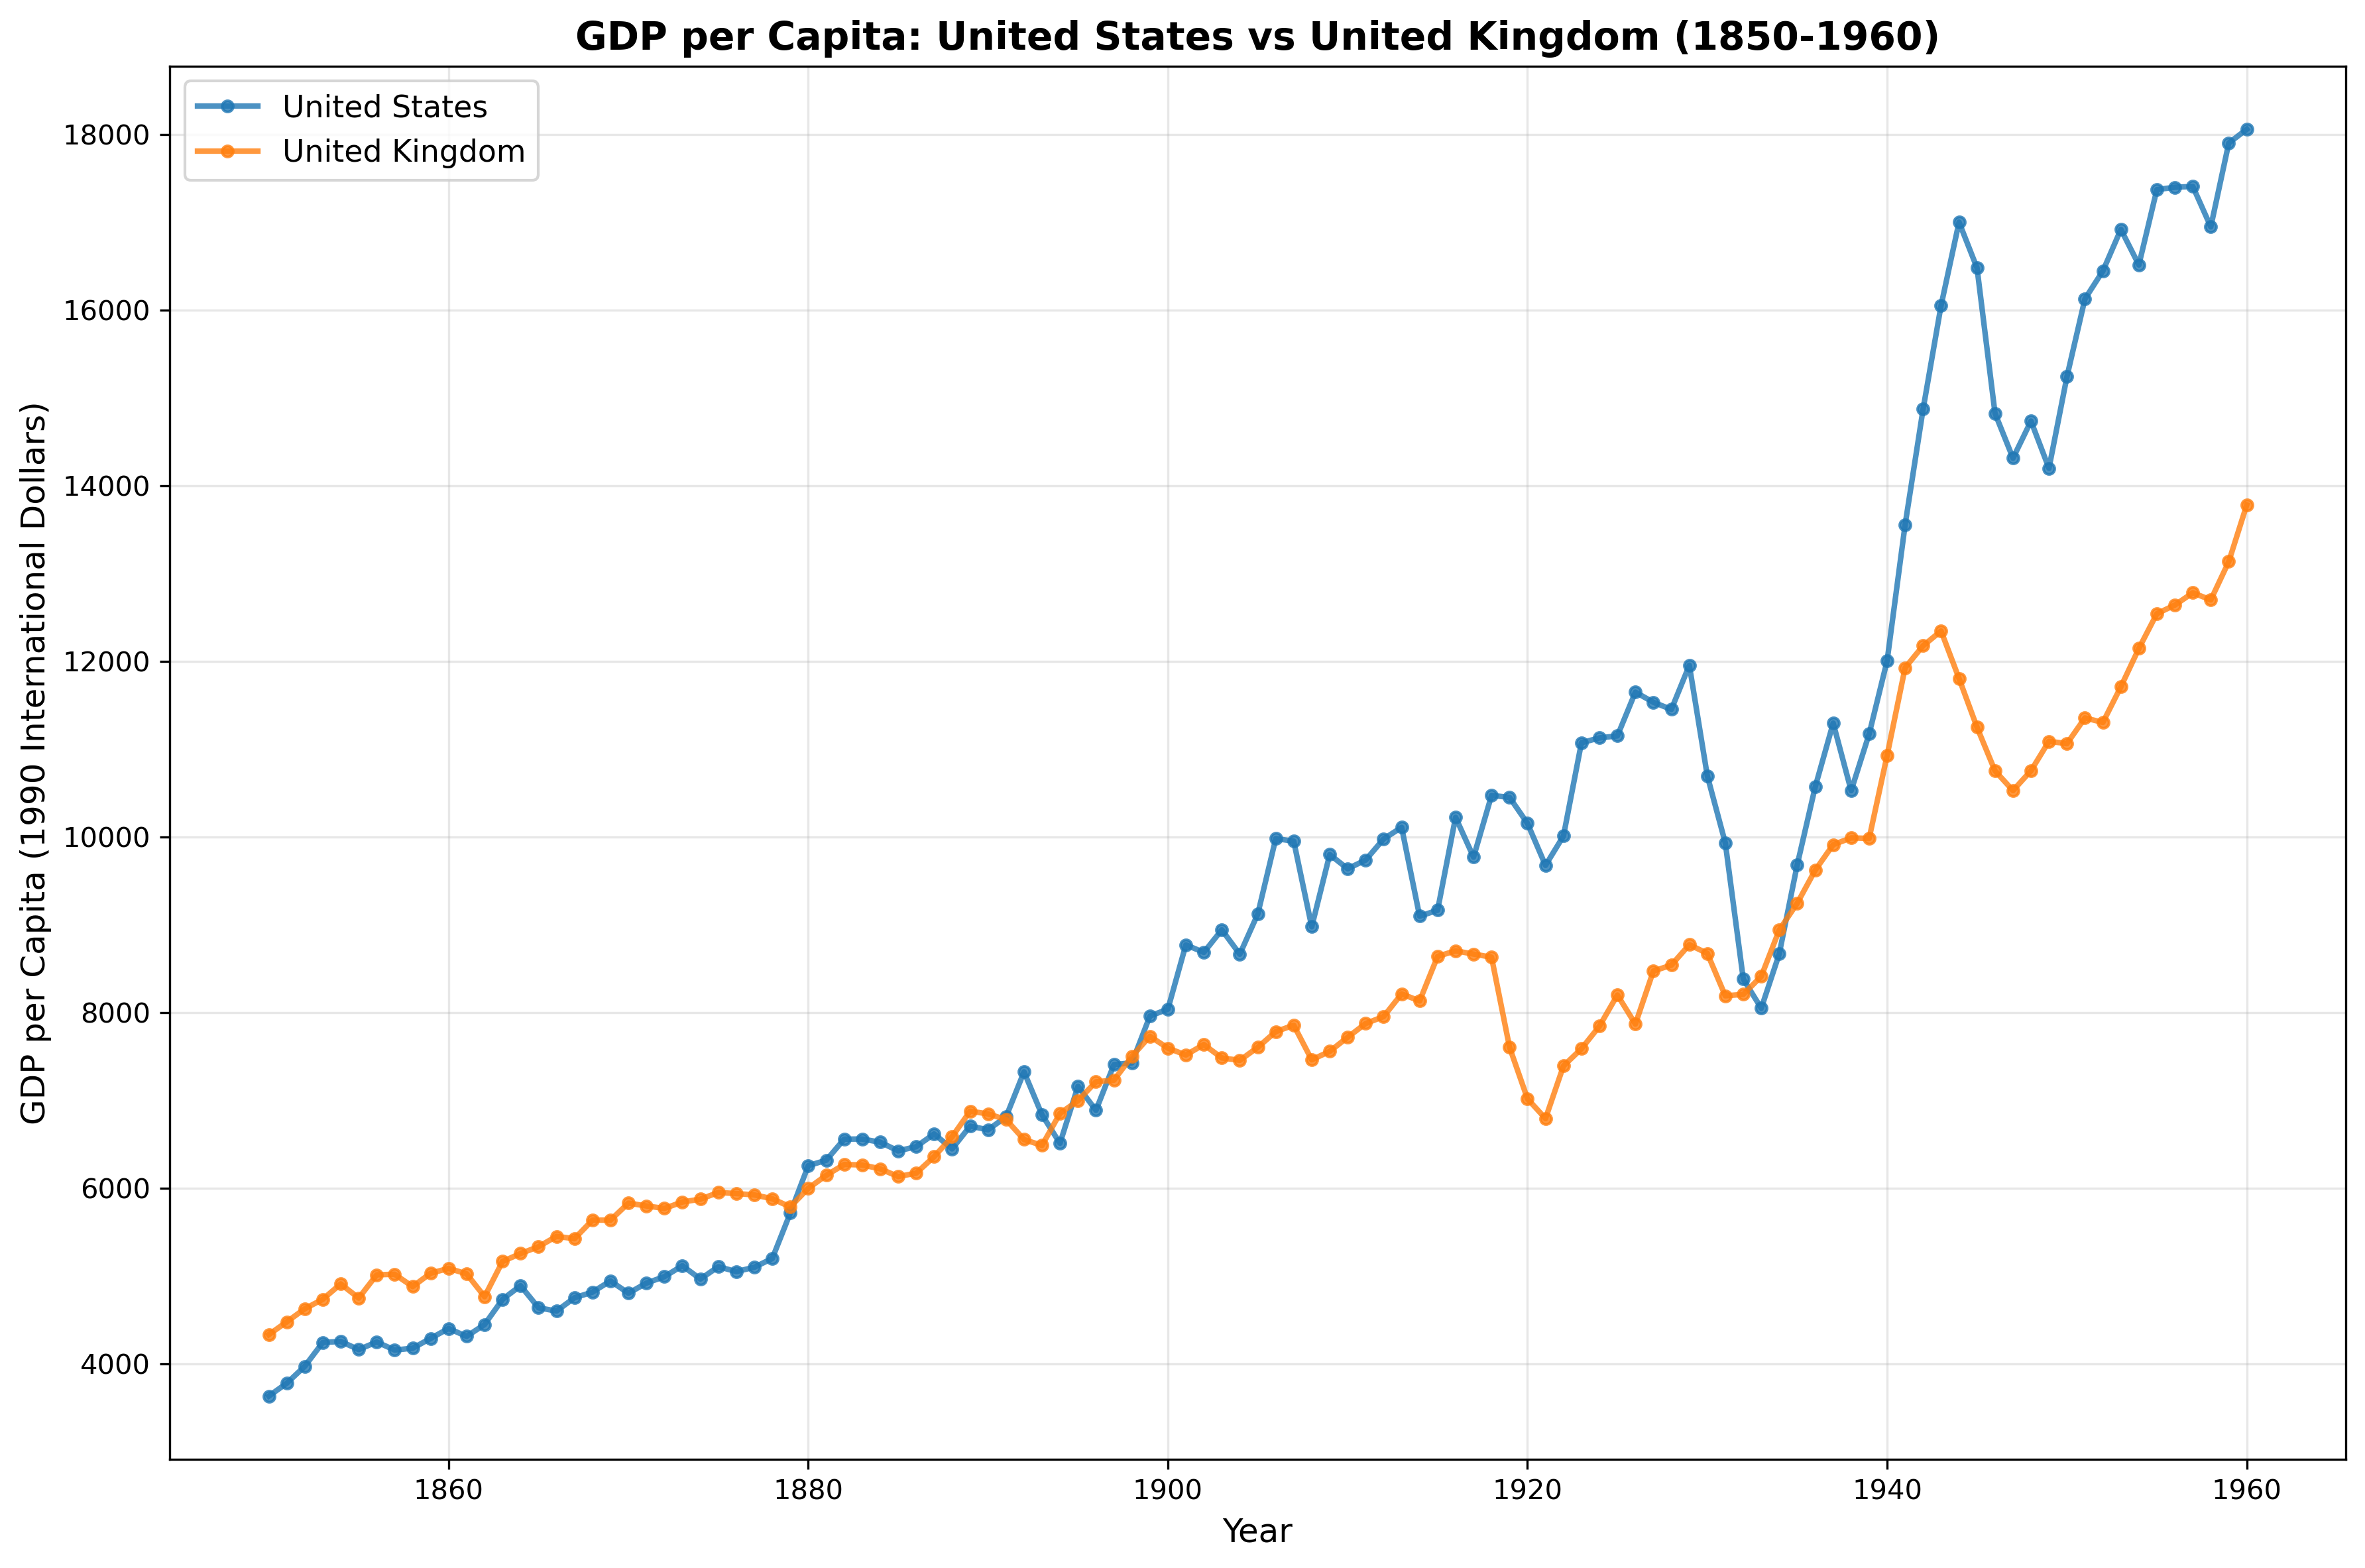 GDP per Capita: United States vs United Kingdom (1850-1960)
United States
United Kingdom
18000
16000
14000
12000
10000
8000
6000
4000
GDP per Capita (1990 International Dollars)
1860
1880
1900
1920
1940
1960
Year